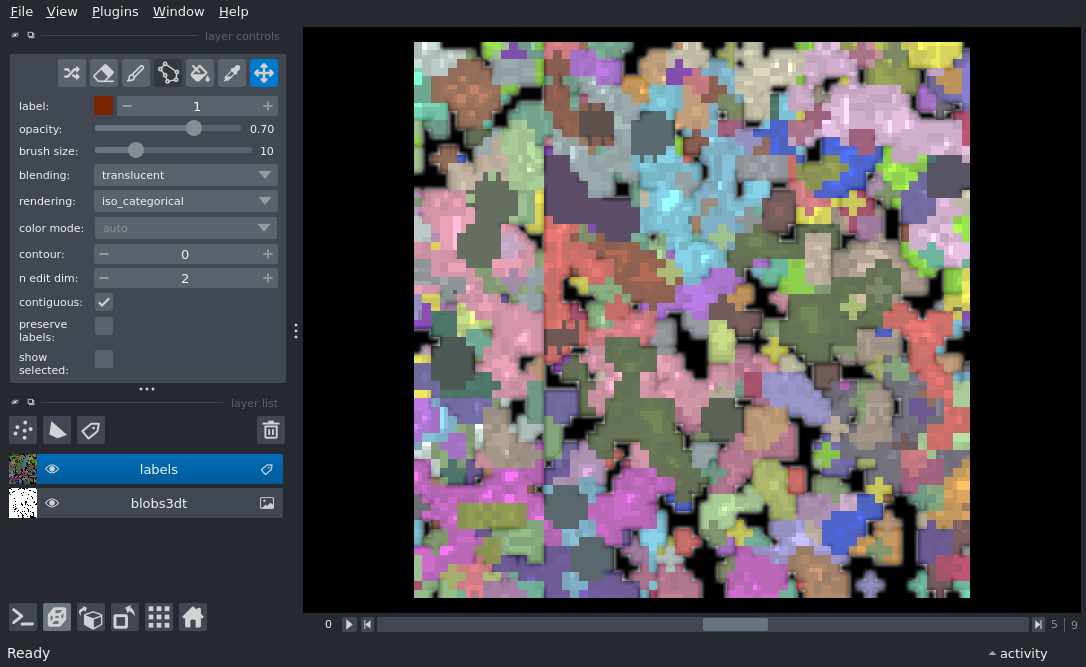 File View Plugins Window Help
layer controls
label: 1
opacity: 0.70
brush size: 10
blending: translucent
rendering: iso_categorical
color mode: auto
contour: 0
n edit dim: 2
contiguous:
preserve
labels:
show
selected:
layer list
labels
blobs3dt
0 5 9
Ready activity